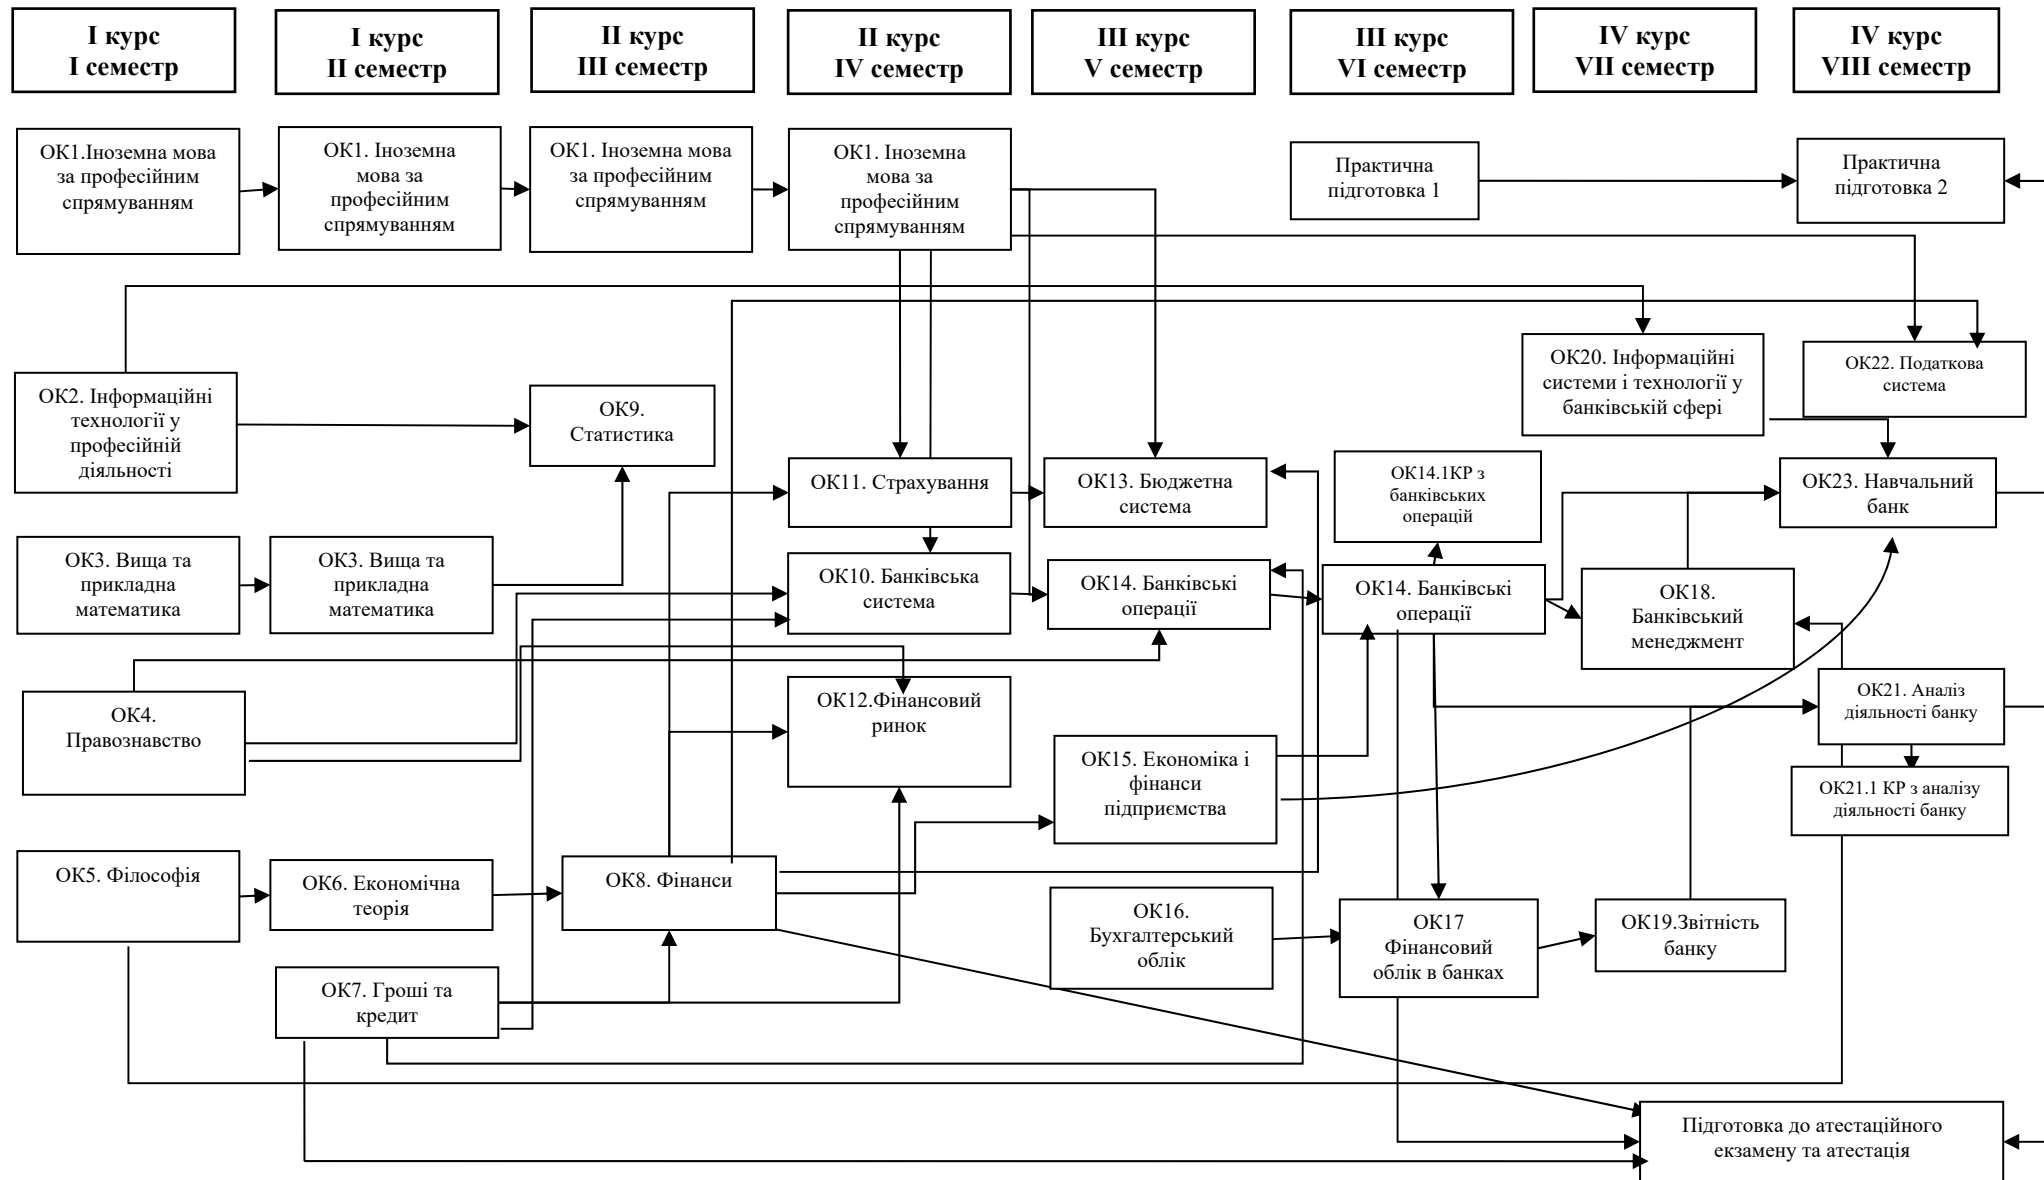 І курс
І семестр
І курс
ІІ семестр
ІІ курс
ІІІ семестр
ІІ курс
IV семестр
ІІІ курс
V семестр
ІІІ курс
VI семестр
IV курс
VII семестр
IV курс
VIII семестр
ОК1.Іноземна мова
за професійним
спрямуванням
ОК1. Іноземна
мова за
професійним
спрямуванням
ОК1. Іноземна мова
за професійним
спрямуванням
ОК1. Іноземна
мова за
професійним
спрямуванням
Практична
підготовка 1
Практична
підготовка 2
ОК2. Інформаційні
технології у
професійній
діяльності
ОК9.
Статистика
ОК20. Інформаційні
системи і технології у
банківській сфері
ОК22. Податкова
система
ОК11. Страхування
ОК13. Бюджетна
система
ОК14.1КР з
банківських
операцій
ОК23. Навчальний
банк
ОК3. Вища та
прикладна
математика
ОК3. Вища та
прикладна
математика
ОК10. Банківська
система
ОК14. Банківські
операції
ОК14. Банківські
операції
ОК18.
Банківський
менеджмент
ОК4.
Правознавство
ОК12.Фінансовий
ринок
ОК15. Економіка і
фінанси
підприємства
ОК21. Аналіз
діяльності банку
ОК21.1 КР з аналізу
діяльності банку
ОК5. Філософія
ОК6. Економічна
теорія
ОК8. Фінанси
ОК16.
Бухгалтерський
облік
ОК17
Фінансовий
облік в банках
ОК19.Звітність
банку
ОК7. Гроші та
кредит
Підготовка до атестаційного
екзамену та атестація